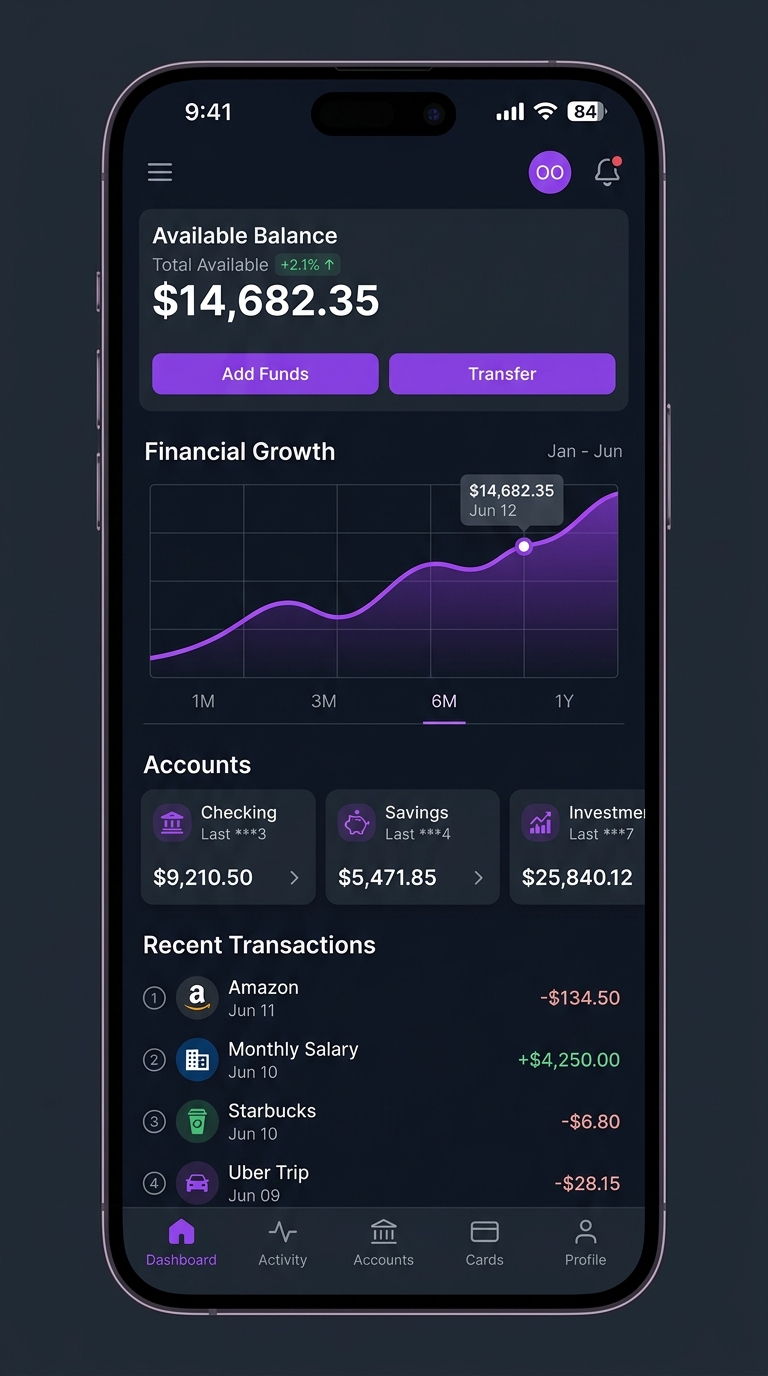 9:41
84
OO
Available Balance
Total Available +2.1% ↑
$14,682.35
Add Funds Transfer
Financial Growth Jan - Jun
$14,682.35
Jun 12
1M 3M 6M 1Y
Accounts
Checking
Last ***3
$9,210.50
Savings
Last ***4
$5,471.85
Investme
Last ***7
$25,840.12
Recent Transactions
1 a Amazon -$134.50
Jun 11
2 Monthly Salary +$4,250.00
Jun 10
3 Starbucks -$6.80
Jun 10
4 Uber Trip -$28.15
Jun 09
Dashboard Activity Accounts Cards Profile